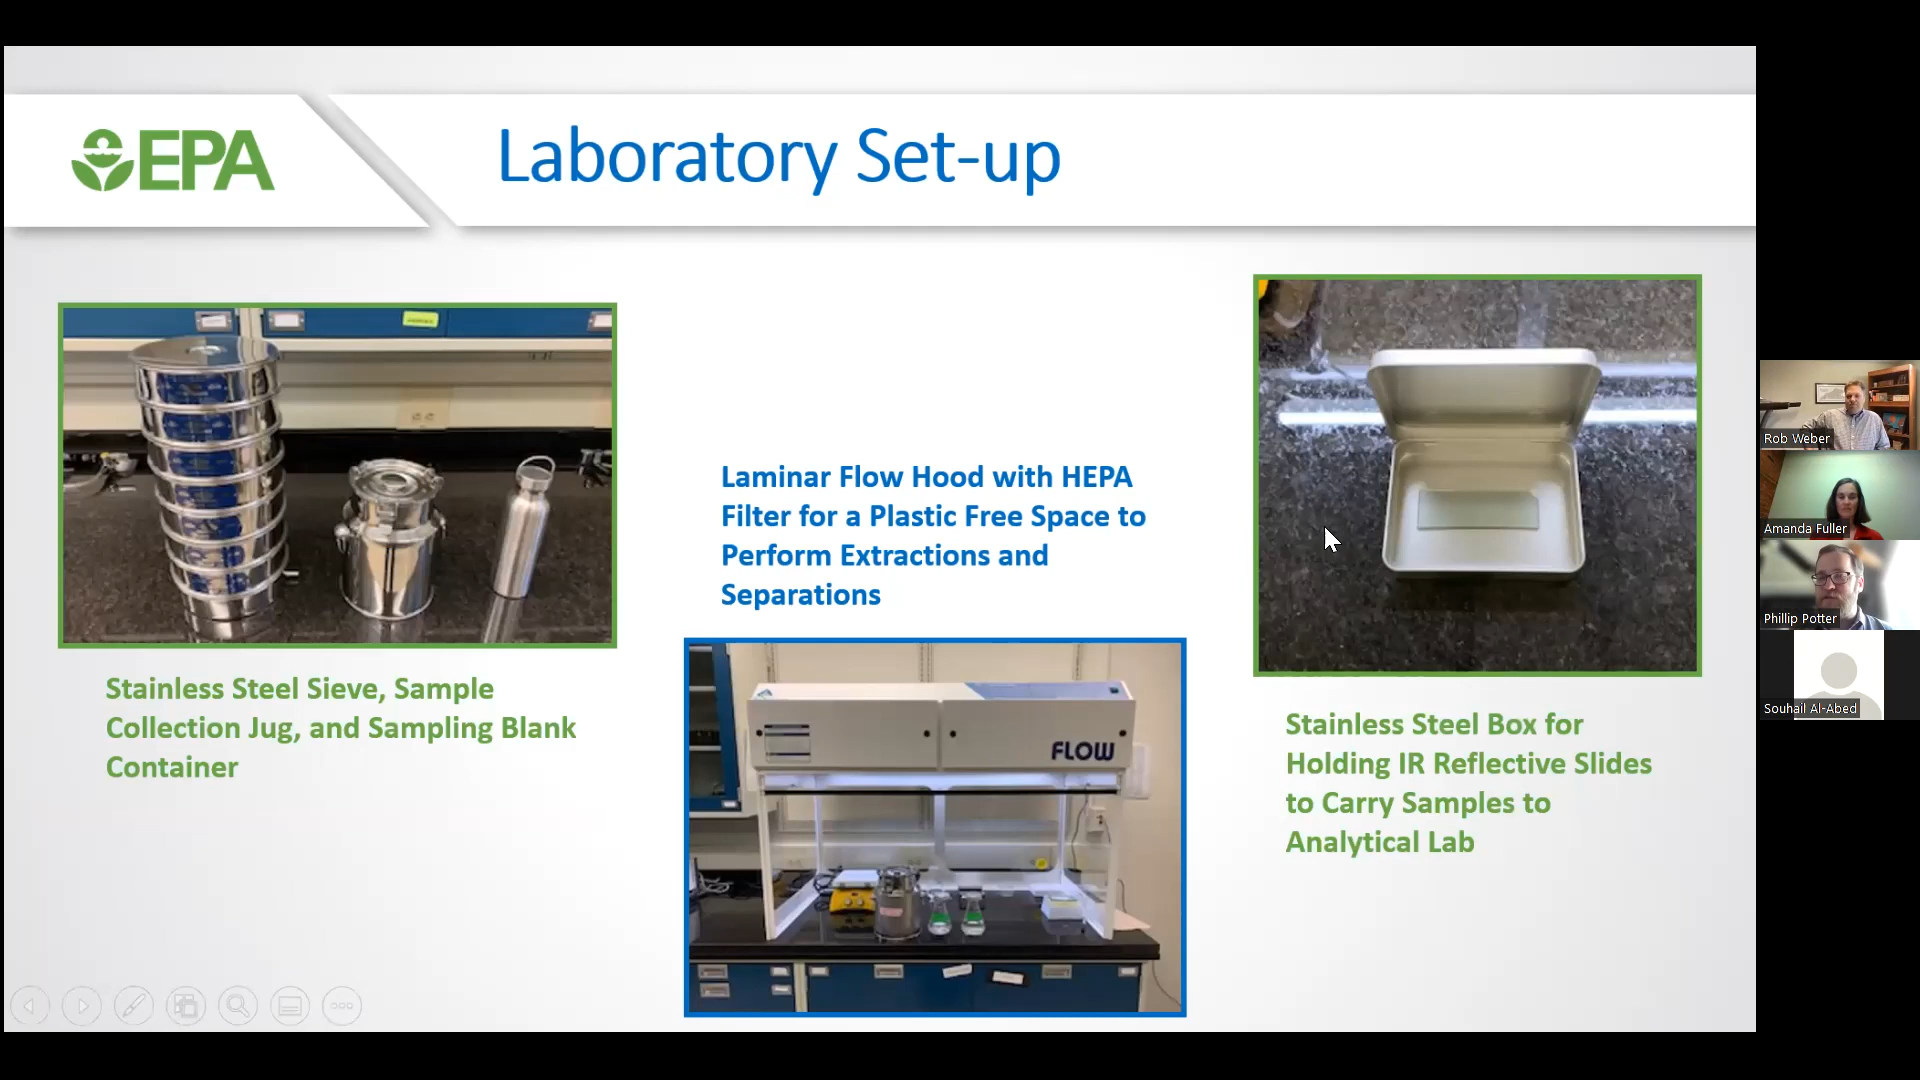 EPA
Laboratory Set-up
Stainless Steel Sieve, Sample
Collection Jug, and Sampling Blank
Container
Laminar Flow Hood with HEPA
Filter for a Plastic Free Space to
Perform Extractions and
Separations
FLOW
Stainless Steel Box for
Holding IR Reflective Slides
to Carry Samples to
Analytical Lab
Rob Weber
Amanda Fuller
Phillip Potter
Souhail Al-Abed